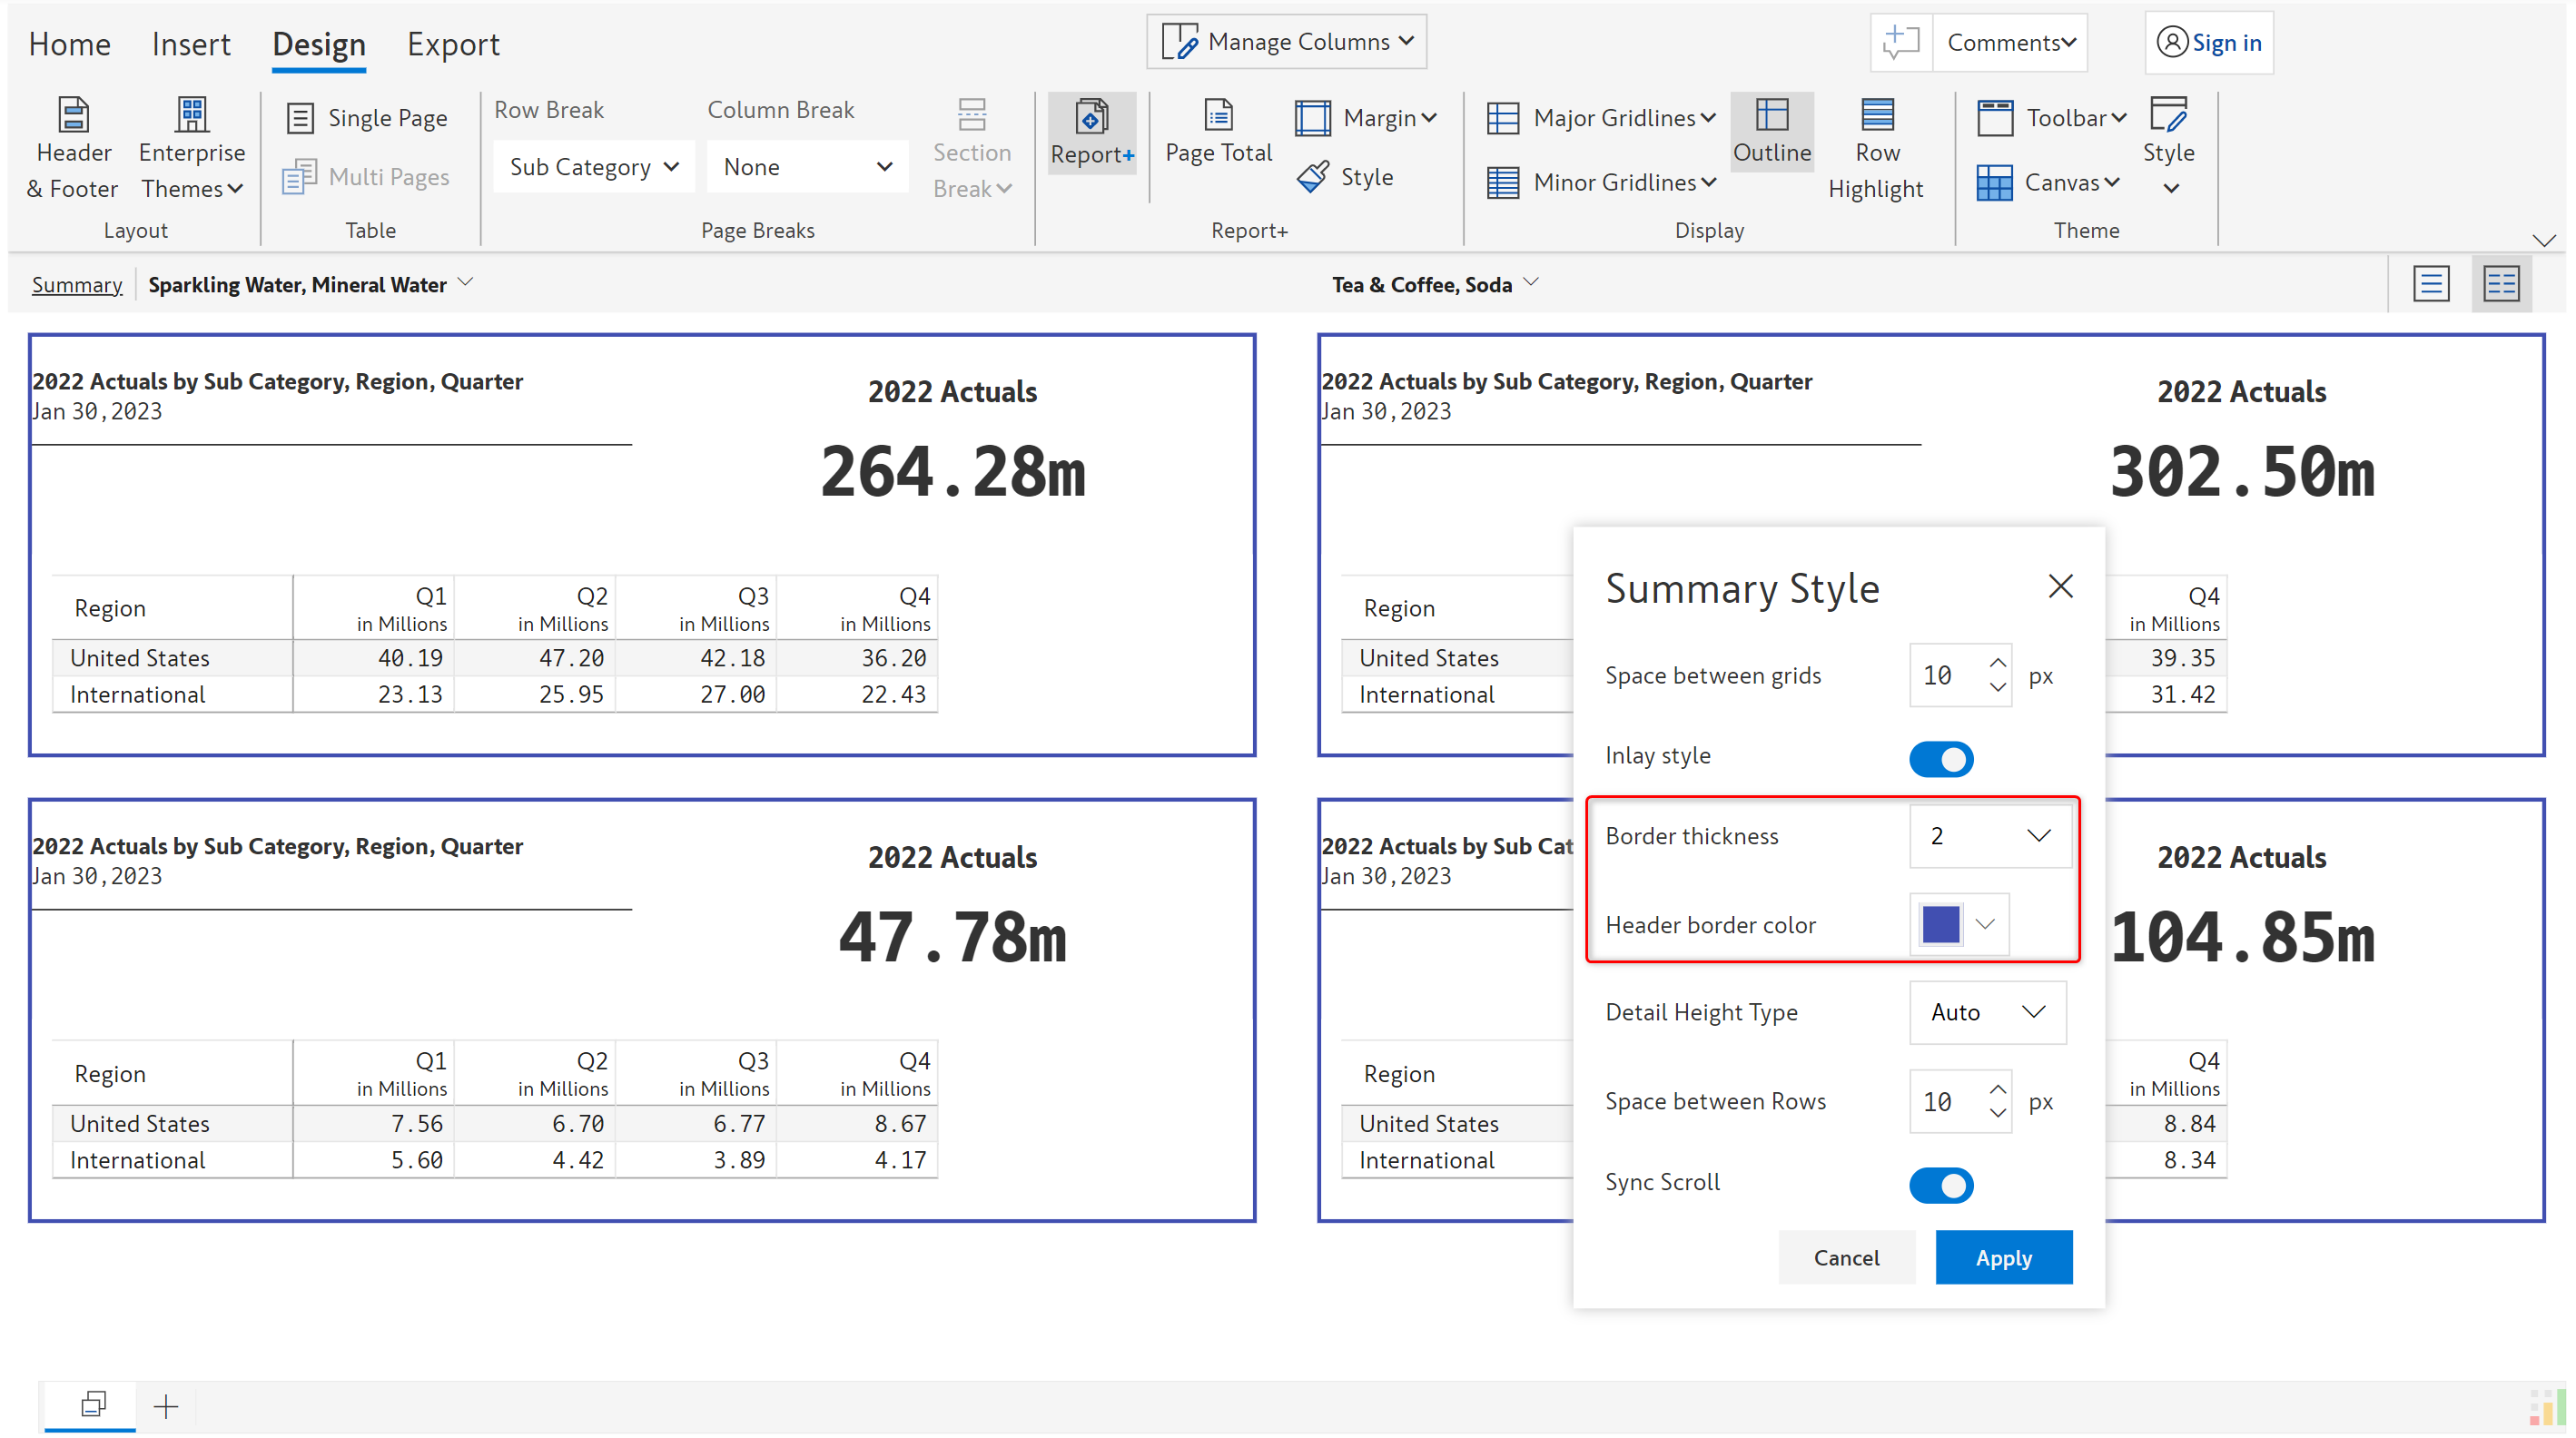 Home Insert Design Export Manage Columns Comments Sign in
Header & Footer
Enterprise Themes
Layout
Single Page
Multi Pages
Table
Row Break Column Break
Sub Category None
Section Break
Page Breaks
Report+
Page Total
Margin
Style
Report+
Major Gridlines
Minor Gridlines
Outline
Row Highlight
Display
Toolbar
Canvas
Style
Theme
Summary Sparkling Water, Mineral Water Tea & Coffee, Soda
2022 Actuals by Sub Category, Region, Quarter
Jan 30,2023
2022 Actuals
264.28m
Region Q1 in Millions Q2 in Millions Q3 in Millions Q4 in Millions
United States 40.19 47.20 42.18 36.20
International 23.13 25.95 27.00 22.43
2022 Actuals by Sub Category, Region, Quarter
Jan 30,2023
2022 Actuals
302.50m
Region Q4 in Millions
United States 39.35
International 31.42
2022 Actuals by Sub Category, Region, Quarter
Jan 30,2023
2022 Actuals
47.78m
Region Q1 in Millions Q2 in Millions Q3 in Millions Q4 in Millions
United States 7.56 6.70 6.77 8.67
International 5.60 4.42 3.89 4.17
2022 Actuals by Sub Cat
Jan 30,2023
2022 Actuals
104.85m
Region Q4 in Millions
United States 8.84
International 8.34
Summary Style
Space between grids 10 px
Inlay style
Border thickness 2
Header border color
Detail Height Type Auto
Space between Rows 10 px
Sync Scroll
Cancel Apply